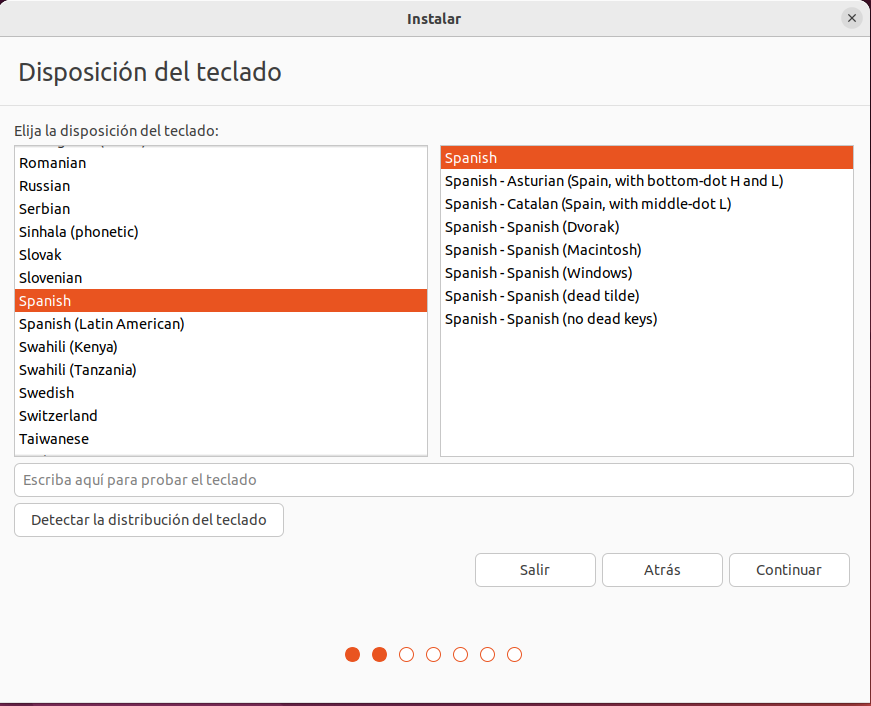 Instalar
Disposición del teclado
Elija la disposición del teclado:
Romanian
Russian
Serbian
Sinhala (phonetic)
Slovak
Slovenian
Spanish
Spanish (Latin American)
Swahili (Kenya)
Swahili (Tanzania)
Swedish
Switzerland
Taiwanese
Spanish
Spanish - Asturian (Spain, with bottom-dot H and L)
Spanish - Catalan (Spain, with middle-dot L)
Spanish - Spanish (Dvorak)
Spanish - Spanish (Macintosh)
Spanish - Spanish (Windows)
Spanish - Spanish (dead tilde)
Spanish - Spanish (no dead keys)
Escriba aquí para probar el teclado
Detectar la distribución del teclado
Salir
Atrás
Continuar